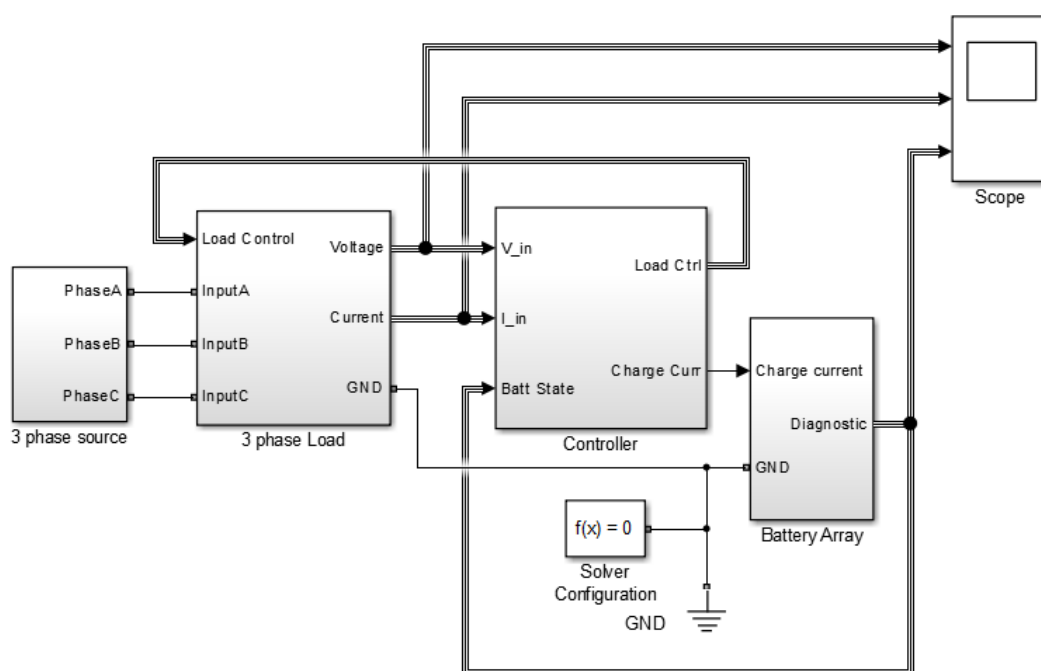 Scope
Load Control
Voltage
V_in
Load Ctrl
PhaseA
InputA
Current
I_in
PhaseB
InputB
Charge Curr
Charge current
GND
Batt State
PhaseC
InputC
Diagnostic
3 phase source
3 phase Load
Controller
GND
f(x) = 0
Battery Array
Solver
Configuration
GND